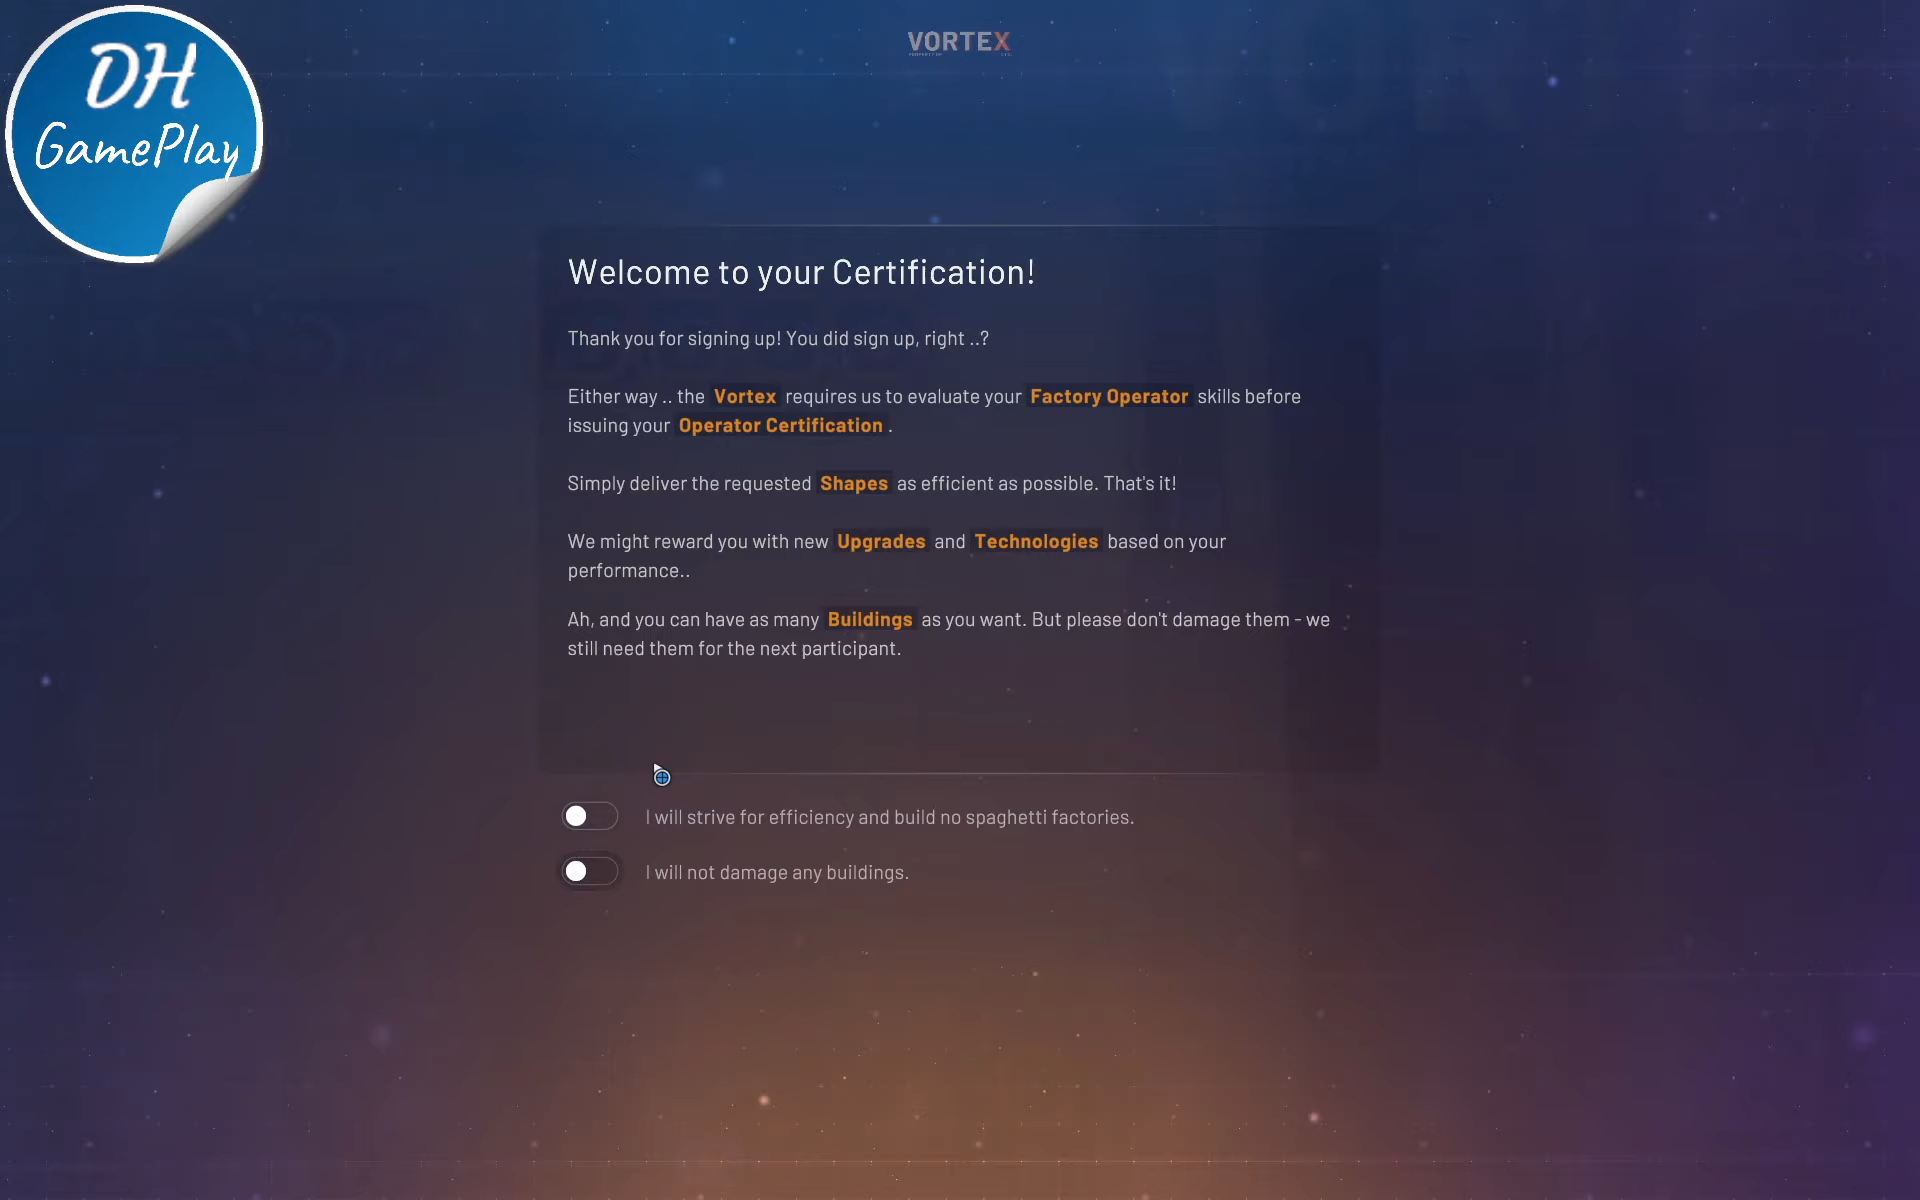 DH
GamePlay
VORTEX
Welcome to your Certification!
Thank you for signing up! You did sign up, right ..?
Either way .. the Vortex requires us to evaluate your Factory Operator skills before
issuing your Operator Certification .
Simply deliver the requested Shapes as efficient as possible. That's it!
We might reward you with new Upgrades and Technologies based on your
performance..
Ah, and you can have as many Buildings as you want. But please don't damage them - we
still need them for the next participant.
I will strive for efficiency and build no spaghetti factories.
I will not damage any buildings.